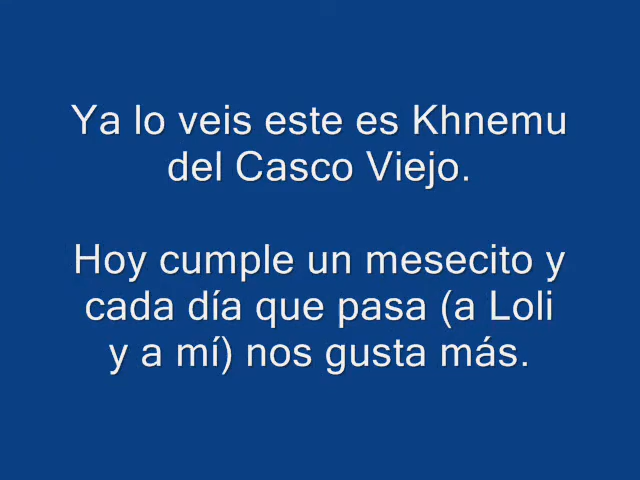 Ya lo veis este es Khnemu
del Casco Viejo.
Hoy cumple un mesecito y
cada día que pasa (a Loli
y a mí) nos gusta más.